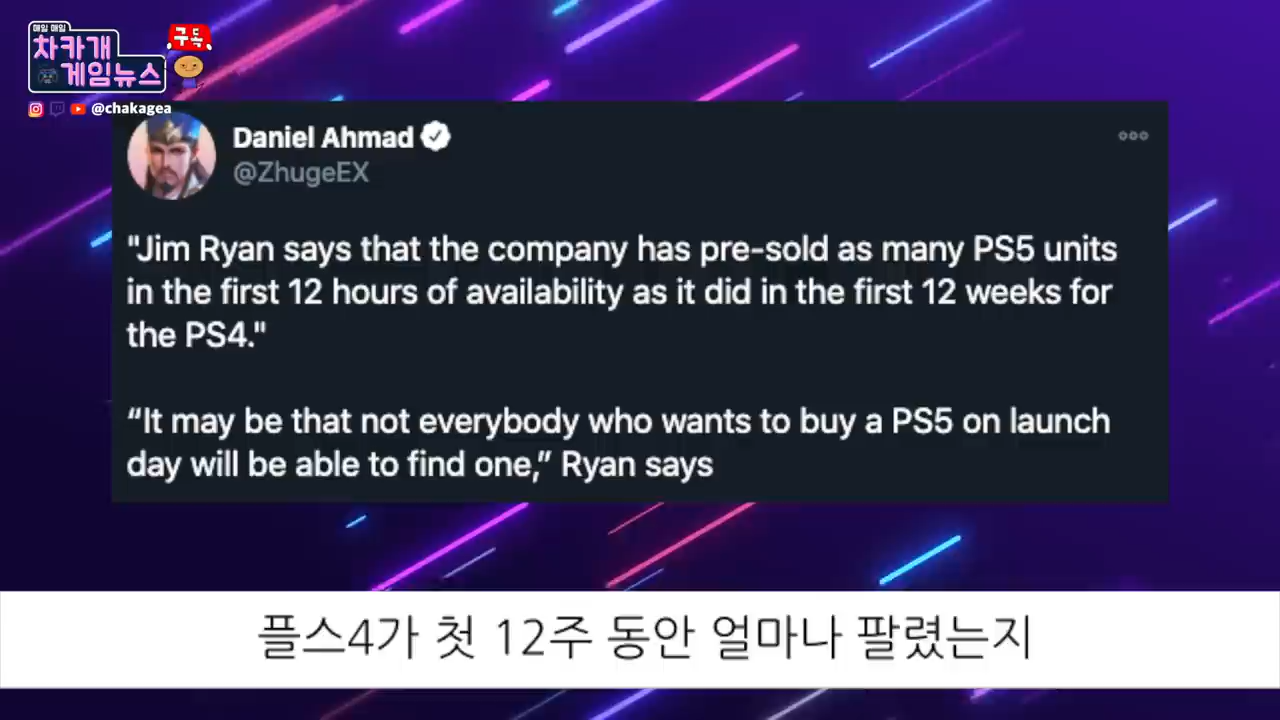 매일 매일
차카개
게임뉴스
구독
@chakagea
Daniel Ahmad
@ZhugeEX
"Jim Ryan says that the company has pre-sold as many PS5 units
in the first 12 hours of availability as it did in the first 12 weeks for
the PS4."
“It may be that not everybody who wants to buy a PS5 on launch
day will be able to find one,” Ryan says
플스4가 첫 12주 동안 얼마나 팔렸는지